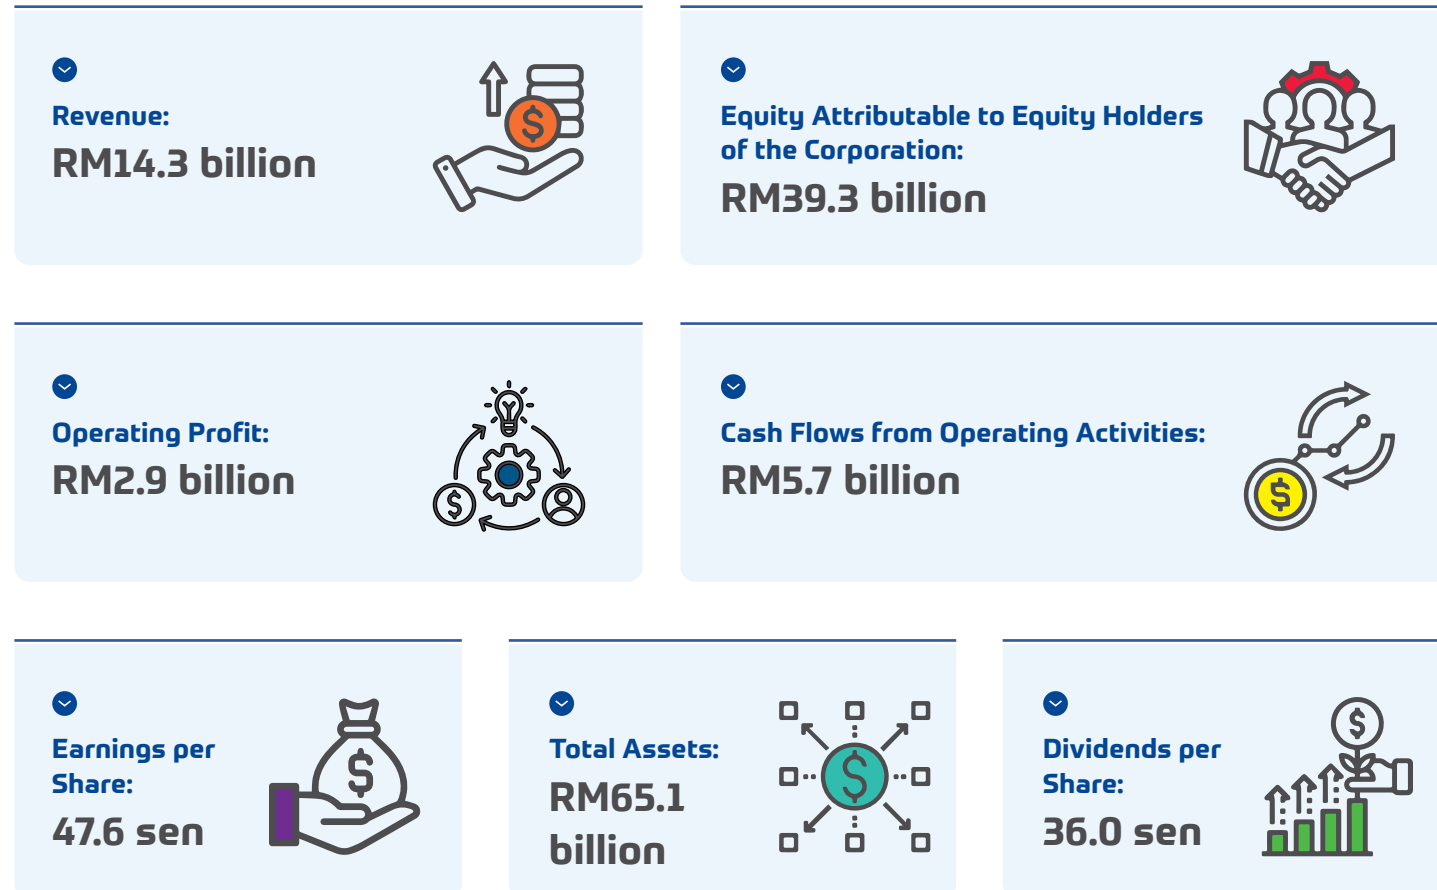 Revenue:
RM14.3 billion
Equity Attributable to Equity Holders
of the Corporation:
RM39.3 billion
Operating Profit:
RM2.9 billion
Cash Flows from Operating Activities:
RM5.7 billion
Earnings per
Share:
47.6 sen
Total Assets:
RM65.1
billion
Dividends per
Share:
36.0 sen